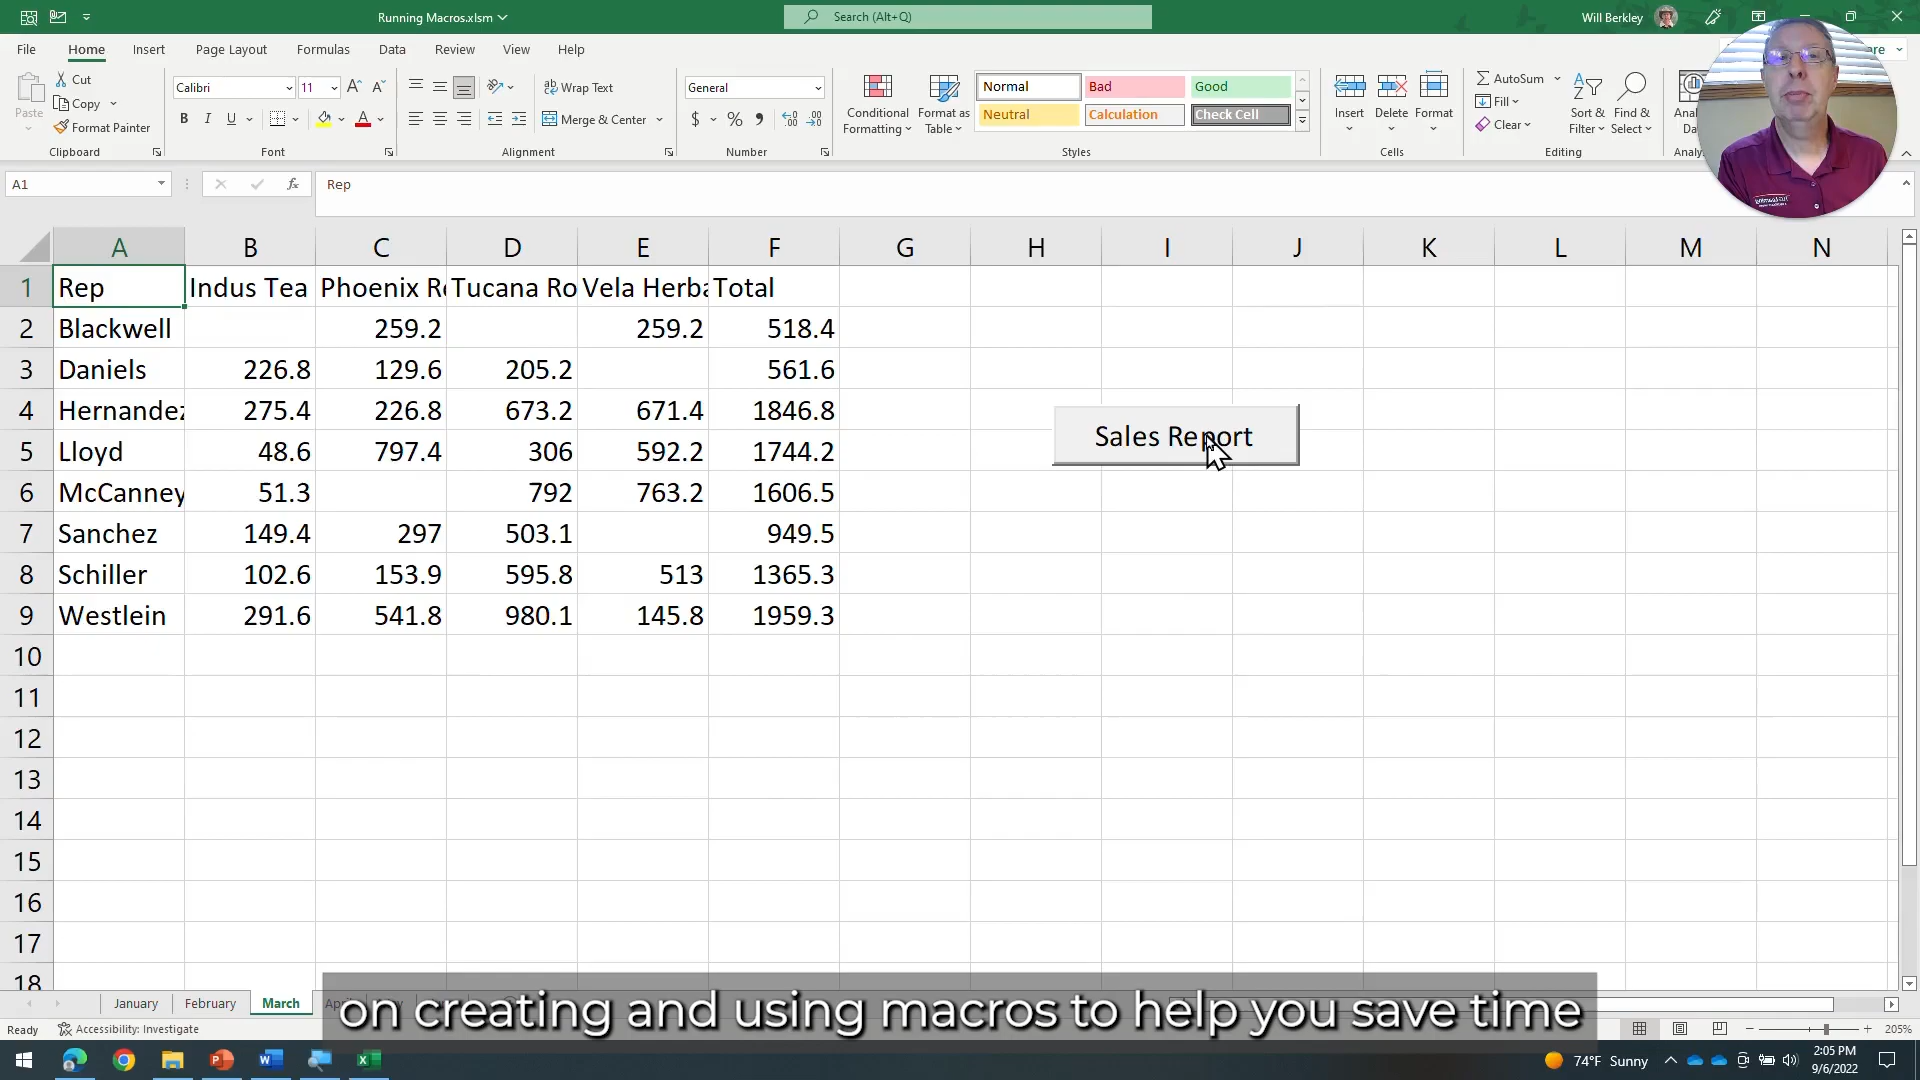 Running Macros.xlsm
Search (Alt+Q)
Will Berkley
File Home Insert Page Layout Formulas Data Review View Help
Paste
Cut
Copy
Format Painter
Clipboard
Calibri 11
B I U
Font
Wrap Text
Merge & Center
Alignment
General
$ % 9
Number
Conditional Formatting
Format as Table
Normal Bad Good
Neutral Calculation Check Cell
Styles
Insert Delete Format
Cells
AutoSum
Fill
Clear
Sort & Filter
Find & Select
Editing
A1
fx
Rep
A B C D E F G H I J K L M N
1 Rep Indus Tea Phoenix Tucana Ro Vela Herba Total
2 Blackwell 259.2 259.2 518.4
3 Daniels 226.8 129.6 205.2 561.6
4 Hernandez 275.4 226.8 673.2 671.4 1846.8
5 Lloyd 48.6 797.4 306 592.2 1744.2
6 McCanney 51.3 792 763.2 1606.5
7 Sanchez 149.4 297 503.1 949.5
8 Schiller 102.6 153.9 595.8 513 1365.3
9 Westlein 291.6 541.8 980.1 145.8 1959.3
10
11
12
13
14
15
16
17
18
Sales Report
January February March
on creating and using macros to help you save time
Ready Accessibility: Investigate
205%
74°F Sunny
2:05 PM
9/6/2022